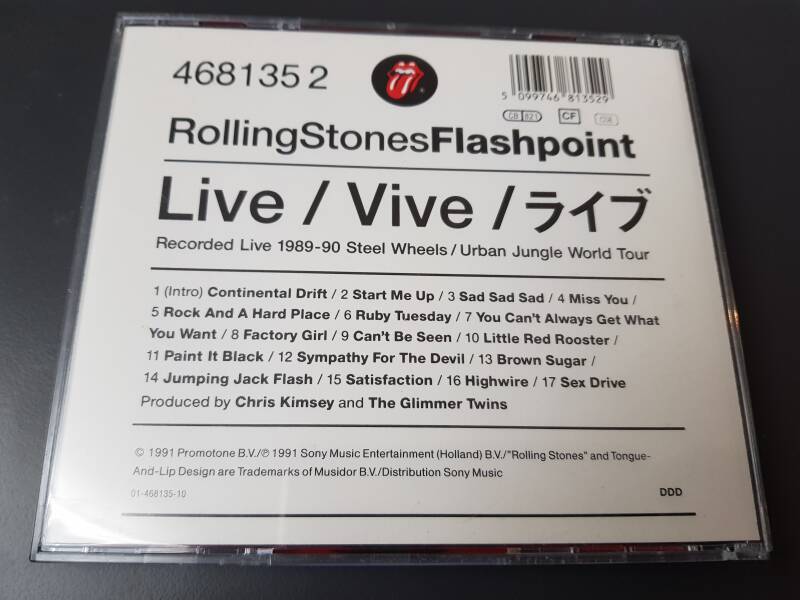 468135 2
5 099746 813529
GB 821 CF
RollingStonesFlashpoint
Live / Vive / ライブ
Recorded Live 1989-90 Steel Wheels / Urban Jungle World Tour
1 (Intro) Continental Drift / 2 Start Me Up / 3 Sad Sad Sad / 4 Miss You /
5 Rock And A Hard Place / 6 Ruby Tuesday / 7 You Can't Always Get What
You Want / 8 Factory Girl / 9 Can't Be Seen / 10 Little Red Rooster /
11 Paint It Black / 12 Sympathy For The Devil / 13 Brown Sugar /
14 Jumping Jack Flash / 15 Satisfaction / 16 Highwire / 17 Sex Drive
Produced by Chris Kimsey and The Glimmer Twins
© 1991 Promotone B.V./℗ 1991 Sony Music Entertainment (Holland) B.V./"Rolling Stones" and Tongue-
And-Lip Design are Trademarks of Musidor B.V./Distribution Sony Music
01-468135-10
DDD